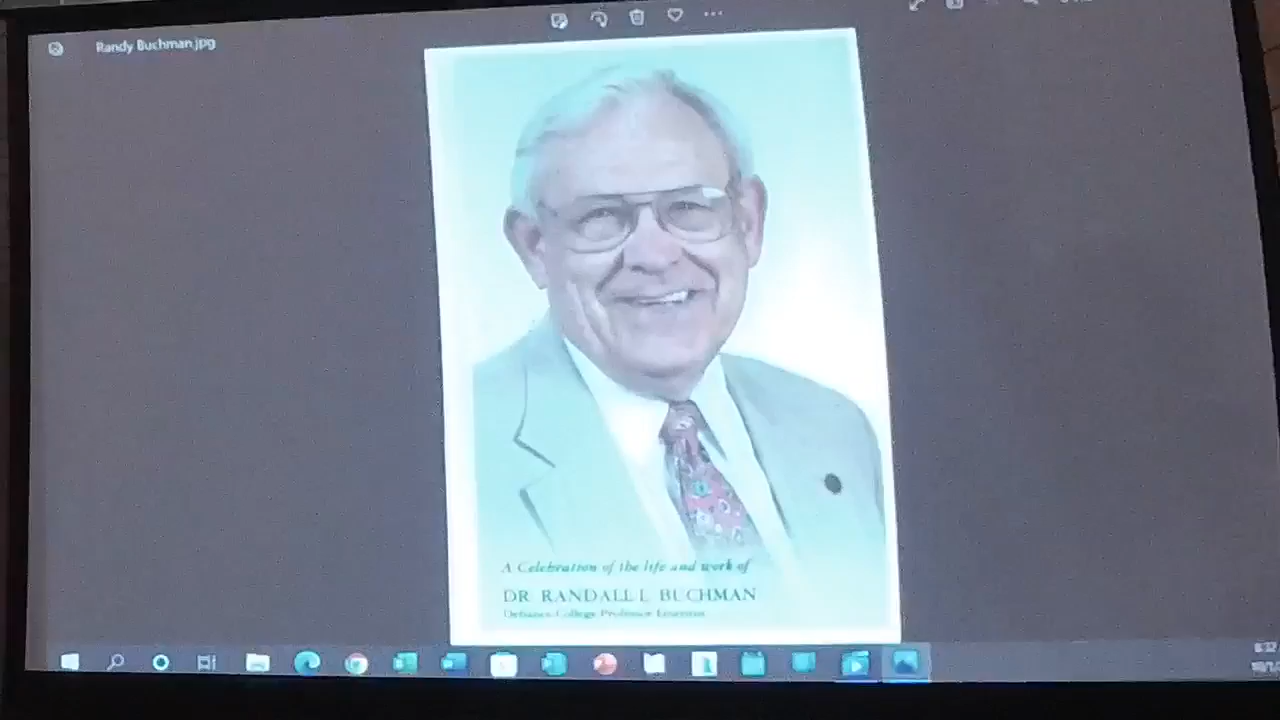 Randy Buchman.jpg
A Celebration of the life and work of
DR RANDALL L BUCHMAN
Defiance College Professor Emeritus